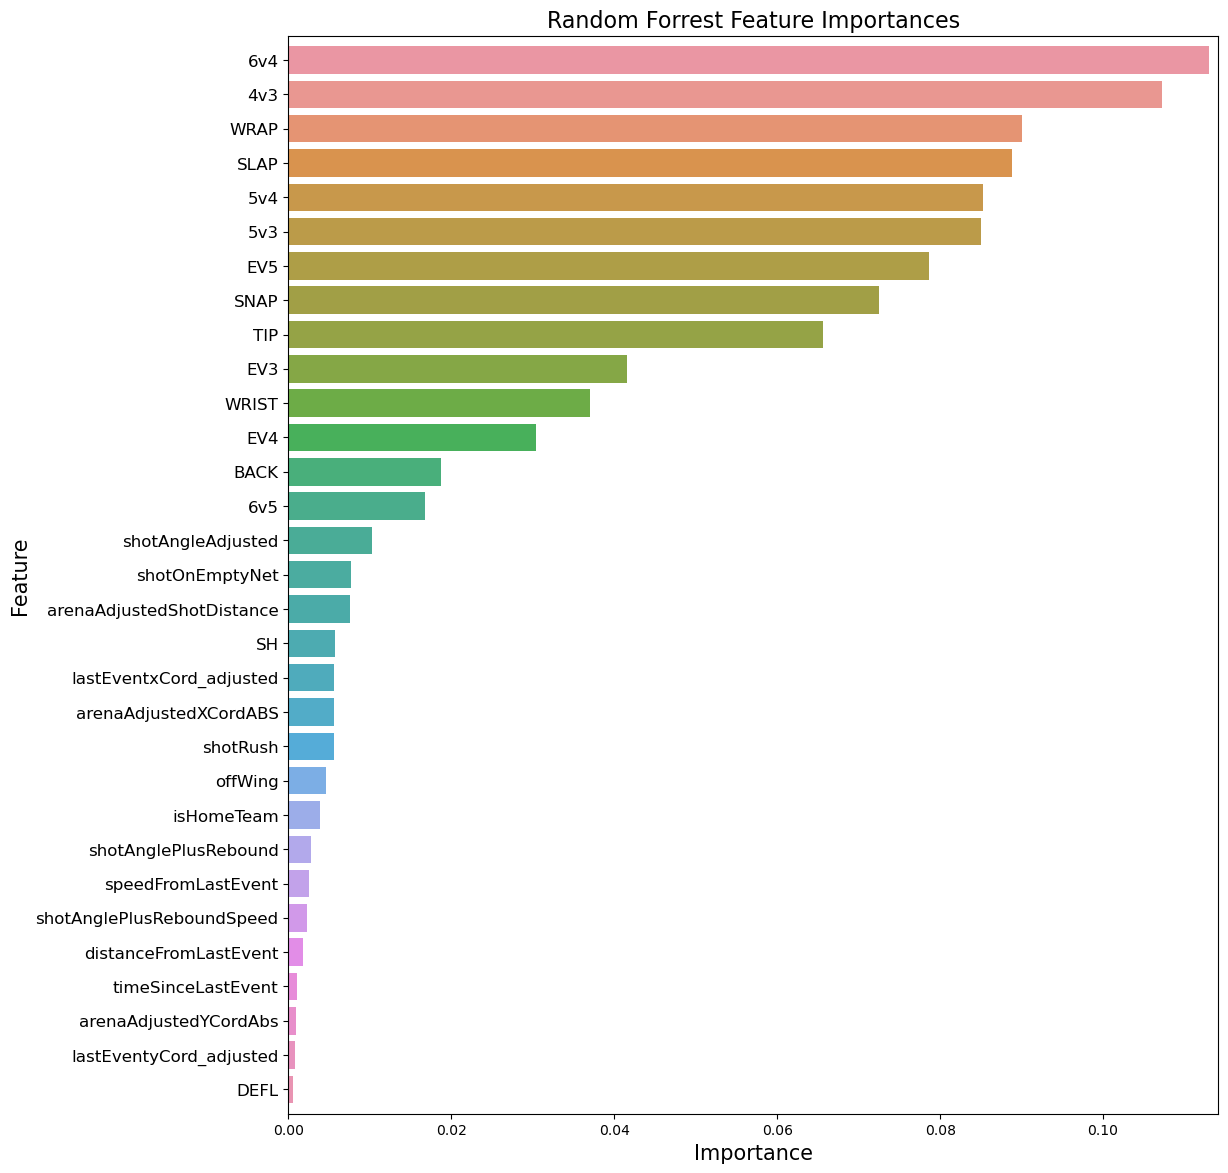 Random Forrest Feature Importances
6v4
4v3
WRAP
SLAP
5v4
5v3
EV5
SNAP
TIP
EV3
WRIST
EV4
BACK
6v5
shotAngleAdjusted
shotOnEmptyNet
arenaAdjustedShotDistance
SH
lastEventxCord_adjusted
arenaAdjustedXCordABS
shotRush
offWing
isHomeTeam
shotAnglePlusRebound
speedFromLastEvent
shotAnglePlusReboundSpeed
distanceFromLastEvent
timeSinceLastEvent
arenaAdjustedYCordAbs
lastEventyCord_adjusted
DEFL
Feature
0.00 0.02 0.04 0.06 0.08 0.10
Importance